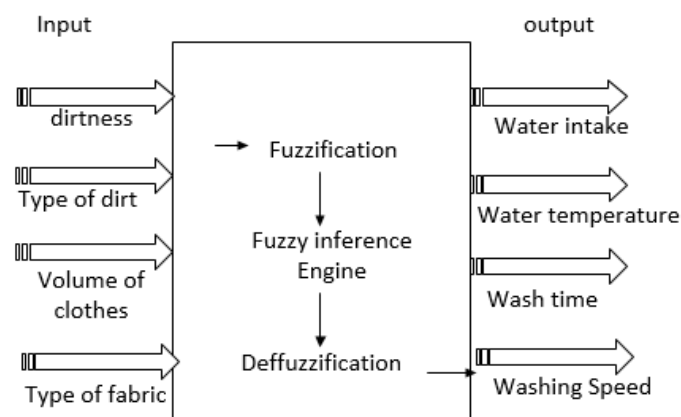 Input
output
dirtness
Water intake
Fuzzification
Type of dirt
Water temperature
Fuzzy inference
Engine
Volume of
clothes
Wash time
Deffuzzification
Type of fabric
Washing Speed